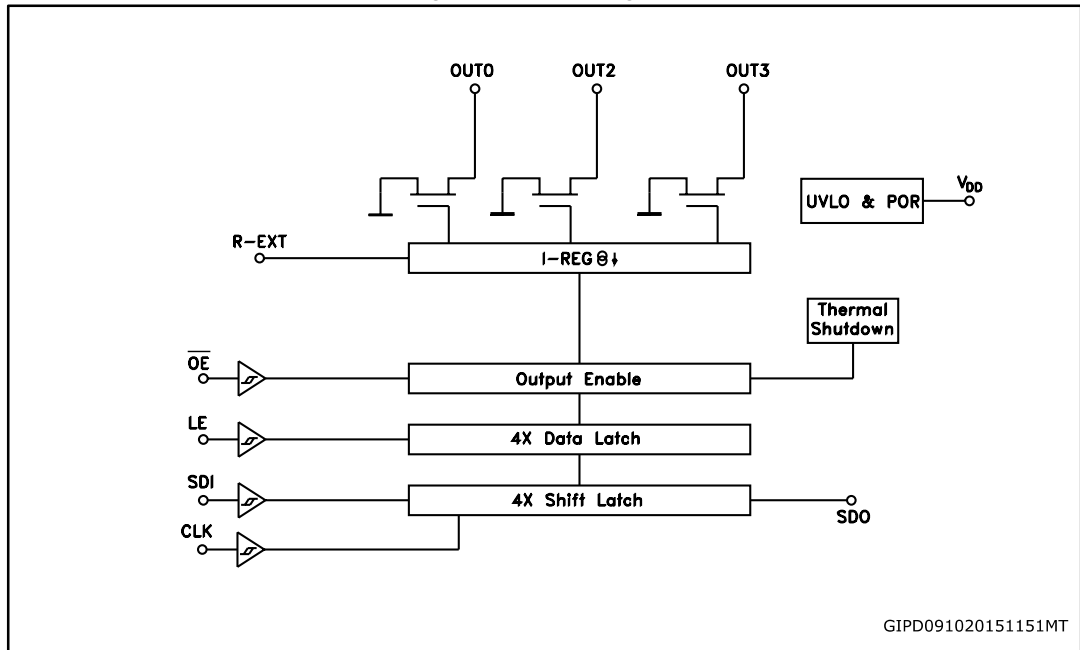 OUT0 OUT2 OUT3
UVLO & POR
VDD
R-EXT
I-REG
Thermal
Shutdown
OE
Output Enable
LE
4X Data Latch
SDI
4X Shift Latch
SDO
CLK
GIPD091020151151MT